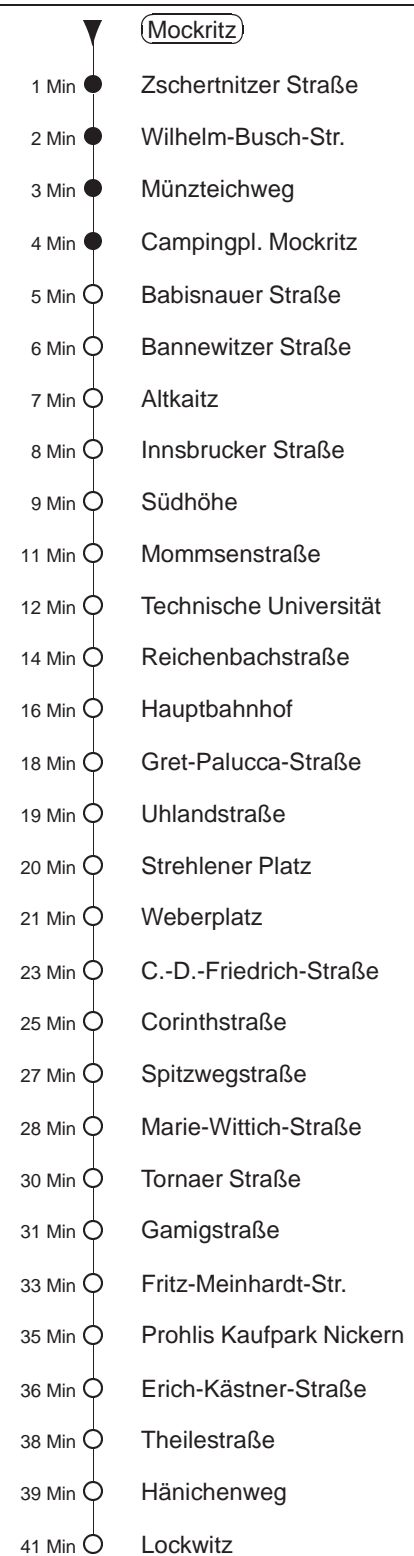 Mockritz
1 Min Zschertnitzer Straße
2 Min Wilhelm-Busch-Str.
3 Min Münzteichweg
4 Min Campingpl. Mockritz
5 Min Babisnauer Straße
6 Min Bannewitzer Straße
7 Min Altkaitz
8 Min Innsbrucker Straße
9 Min Südhöhe
11 Min Mommsenstraße
12 Min Technische Universität
14 Min Reichenbachstraße
16 Min Hauptbahnhof
18 Min Gret-Palucca-Straße
19 Min Uhlandstraße
20 Min Strehlener Platz
21 Min Weberplatz
23 Min C.-D.-Friedrich-Straße
25 Min Corinthstraße
27 Min Spitzwegstraße
28 Min Marie-Wittich-Straße
30 Min Tornaer Straße
31 Min Gamigstraße
33 Min Fritz-Meinhardt-Str.
35 Min Prohlis Kaufpark Nickern
36 Min Erich-Kästner-Straße
38 Min Theilestraße
39 Min Hänichenweg
41 Min Lockwitz